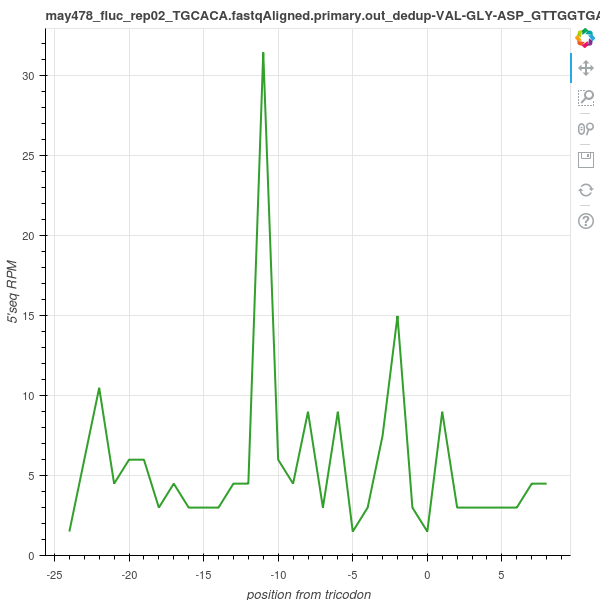 may478_fluc_rep02_TGCACA.fastqAligned.primary.out_dedup-VAL-GLY-ASP_GTTGGTGA
30
25
20
15
10
5
0
5'seq RPM
-25 -20 -15 -10 -5 0 5
position from tricodon